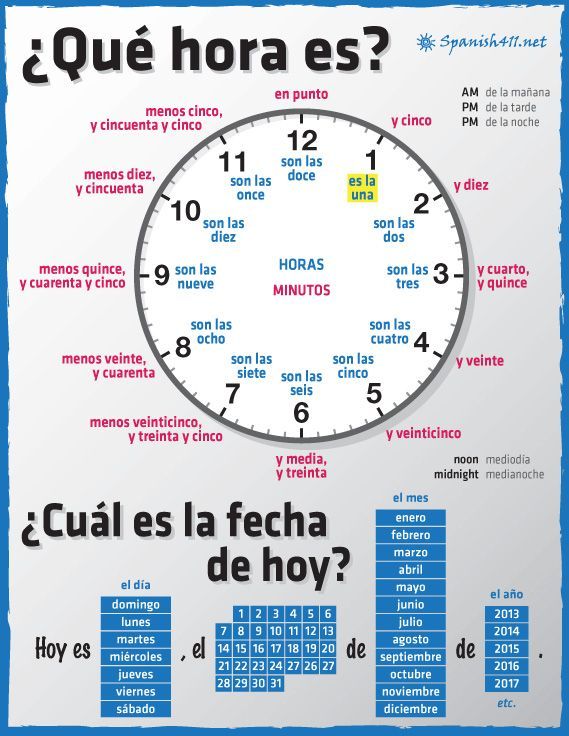 ¿Qué hora es?
Spanish411.net
AM de la mañana
PM de la tarde
PM de la noche
en punto
y cinco
y diez
y cuarto,
y quince
y veinte
y veinticinco
y media,
y treinta
menos veinticinco,
y treinta y cinco
menos veinte,
y cuarenta
menos quince,
y cuarenta y cinco
menos diez,
y cincuenta
menos cinco,
y cincuenta y cinco
12
son las
doce
1
es la
una
2
son las
dos
3
son las
tres
4
son las
cuatro
5
son las
cinco
6
son las
seis
7
son las
siete
8
son las
ocho
9
son las
nueve
10
son las
diez
11
son las
once
HORAS
MINUTOS
noon mediodía
midnight medianoche
¿Cuál es la fecha
de hoy?
Hoy es
el día
domingo
lunes
martes
miércoles
jueves
viernes
sábado
, el
1 2 3 4 5 6
7 8 9 10 11 12 13
14 15 16 17 18 19 20
21 22 23 24 25 26 27
28 29 30 31
de
el mes
enero
febrero
marzo
abril
mayo
junio
julio
agosto
septiembre
octubre
noviembre
diciembre
de
el año
2013
2014
2015
2016
2017
etc.
.